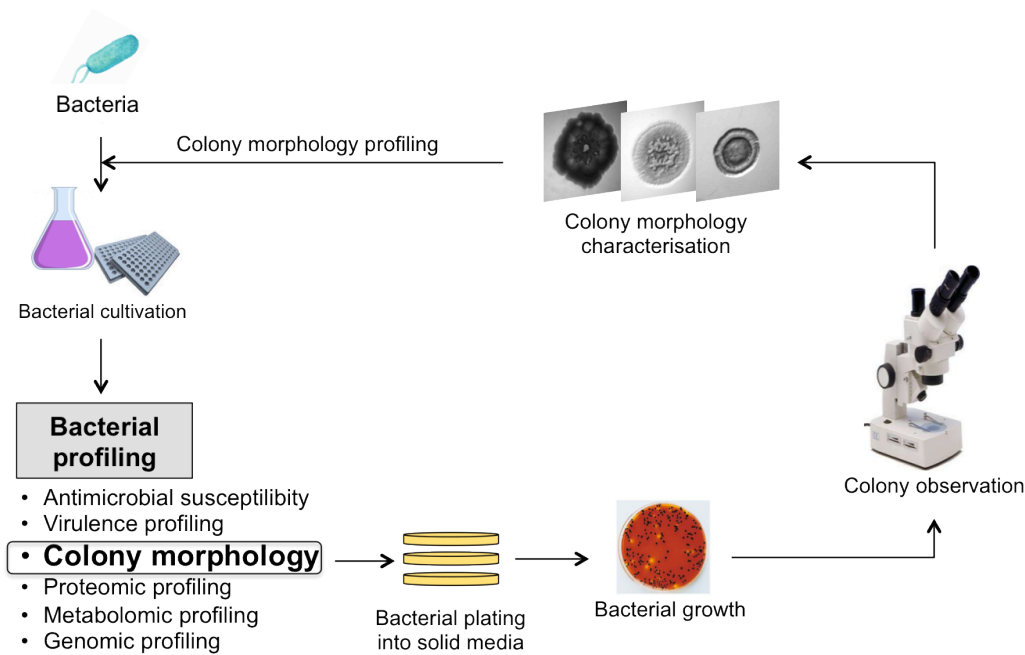 Bacteria
Colony morphology profiling
Colony morphology
characterisation
Bacterial cultivation
Bacterial
profiling
• Antimicrobial susceptilibity
• Virulence profiling
• Colony morphology
• Proteomic profiling
• Metabolomic profiling
• Genomic profiling
Bacterial plating
into solid media
Bacterial growth
Colony observation